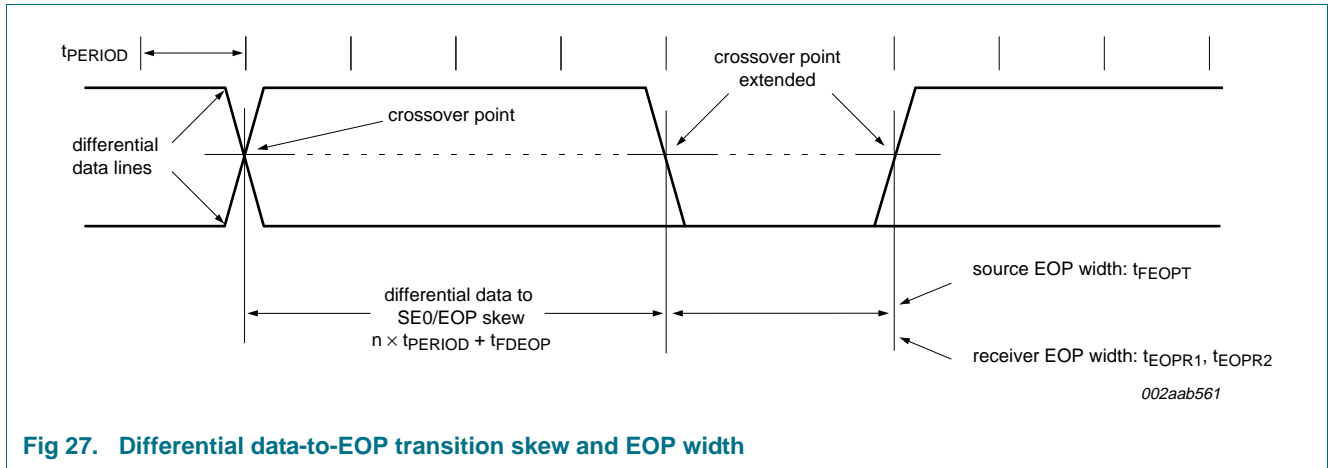 tPERIOD
crossover point
extended
crossover point
differential
data lines
differential data to
SE0/EOP skew
n × tPERIOD + tFDEOP
source EOP width: tFEOPT
receiver EOP width: tEOPR1, tEOPR2
002aab561
Fig 27. Differential data-to-EOP transition skew and EOP width